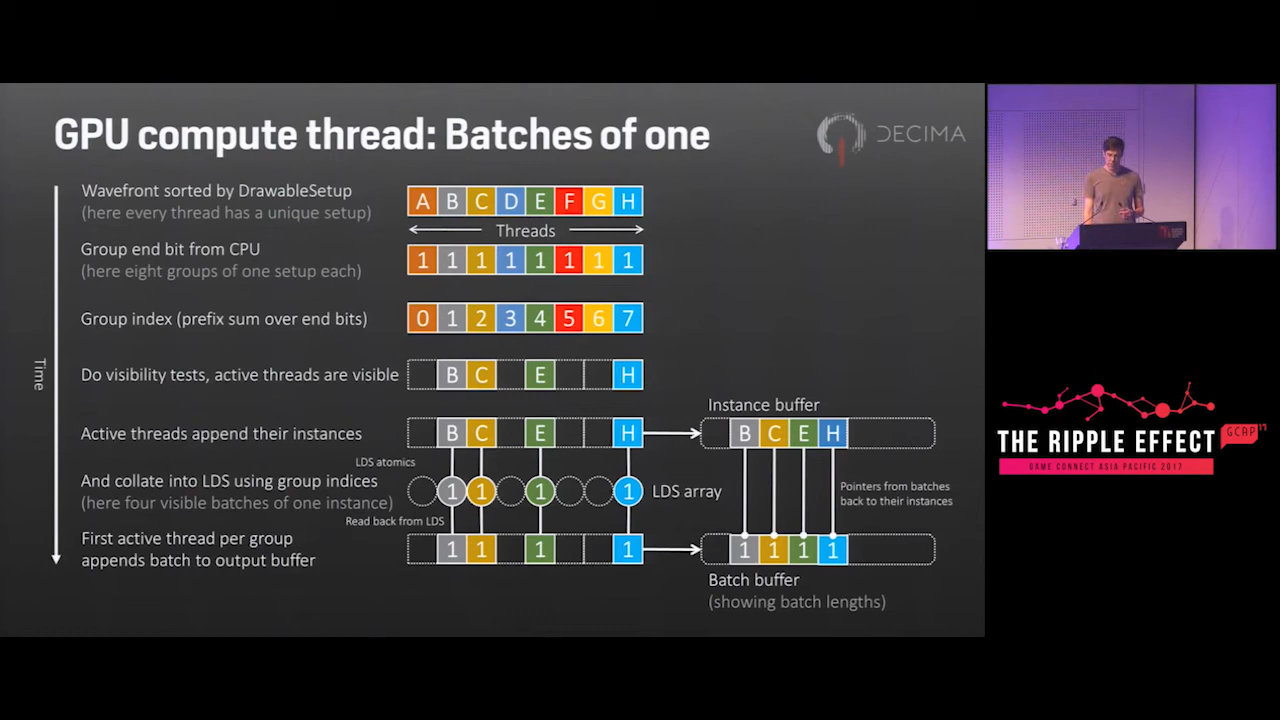 GPU compute thread: Batches of one
DECIMA
Wavefront sorted by DrawableSetup
(here every thread has a unique setup)
A B C D E F G H
Threads
Group end bit from CPU
(here eight groups of one setup each)
1 1 1 1 1 1 1 1
Group index (prefix sum over end bits)
0 1 2 3 4 5 6 7
Time
Do visibility tests, active threads are visible
B C E H
Active threads append their instances
B C E H
Instance buffer
B C E H
LDS atomics
And collate into LDS using group indices
(here four visible batches of one instance)
1 1 1 1
LDS array
Pointers from batches
back to their instances
Read back from LDS
First active thread per group
appends batch to output buffer
1 1 1 1
1 1 1 1
Batch buffer
(showing batch lengths)
THE RIPPLE EFFECT
GCAP'17
GAME CONNECT ASIA PACIFIC 2017